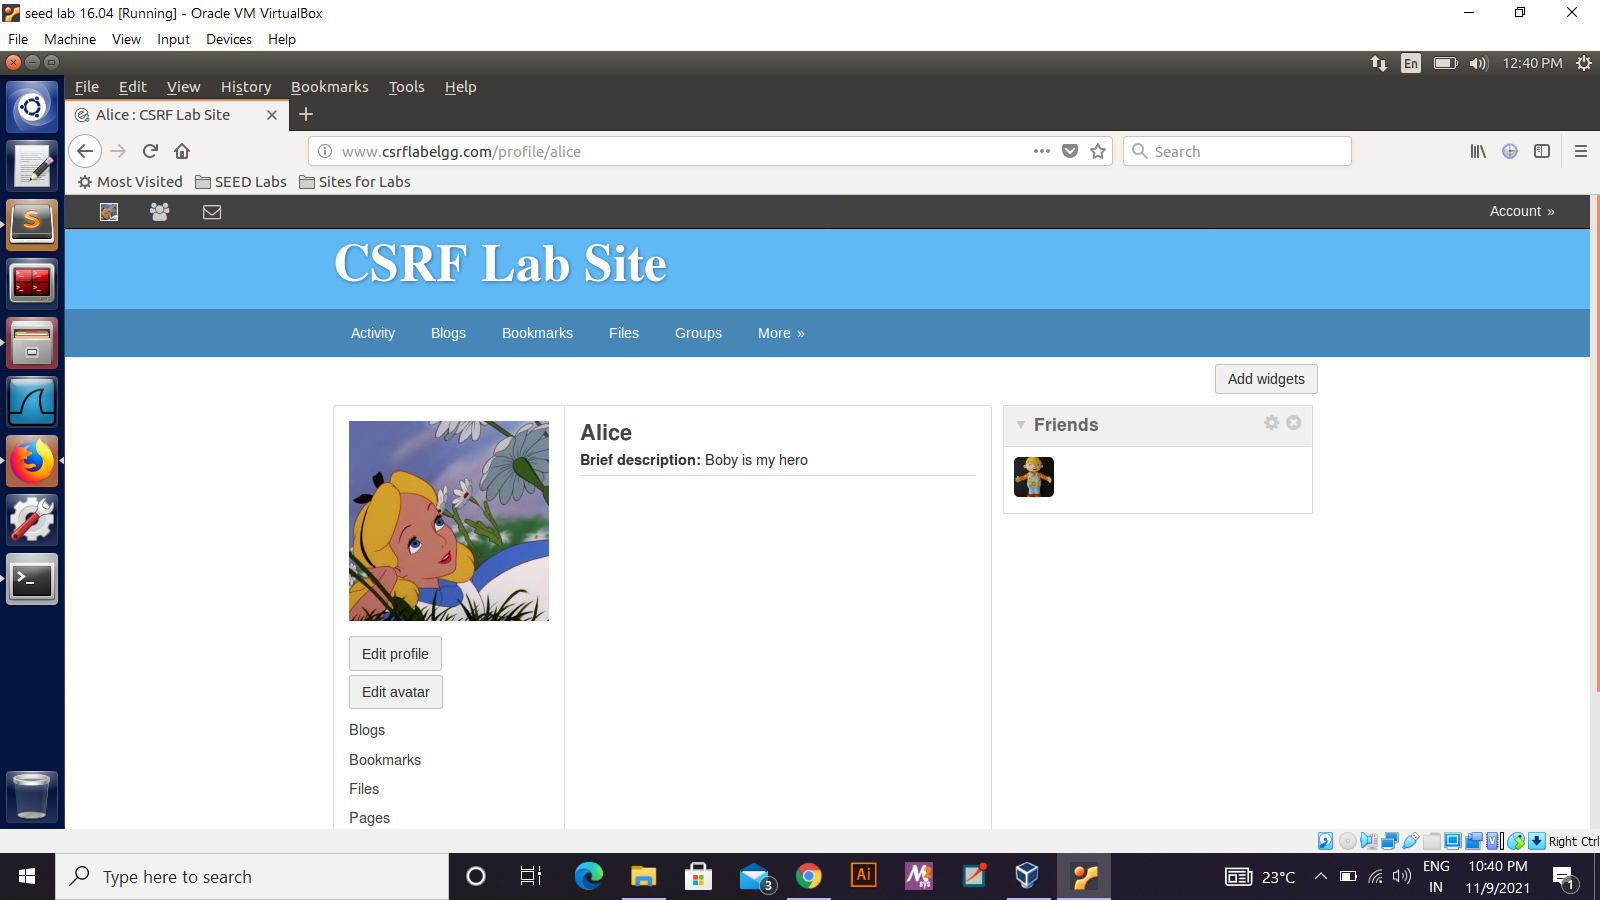 seed lab 16.04 [Running] - Oracle VM VirtualBox
File Machine View Input Devices Help
En 12:40 PM
File Edit View History Bookmarks Tools Help
Alice : CSRF Lab Site
www.csrflabelgg.com/profile/alice
Search
Most Visited SEED Labs Sites for Labs
Account »
CSRF Lab Site
Activity Blogs Bookmarks Files Groups More »
Add widgets
Alice
Brief description: Boby is my hero
Friends
Edit profile
Edit avatar
Blogs
Bookmarks
Files
Pages
Right Ctrl
Type here to search
3
Ai
23°C
ENG
IN
10:40 PM
11/9/2021
1